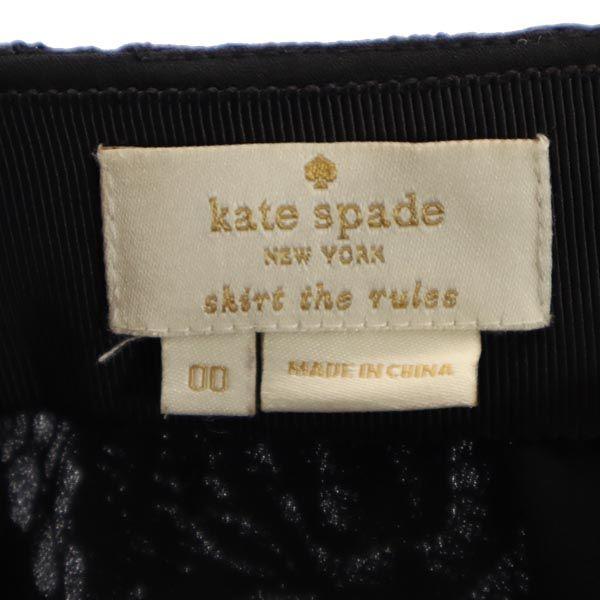 kate spade
NEW YORK
skirt the rules
00
MADE IN CHINA